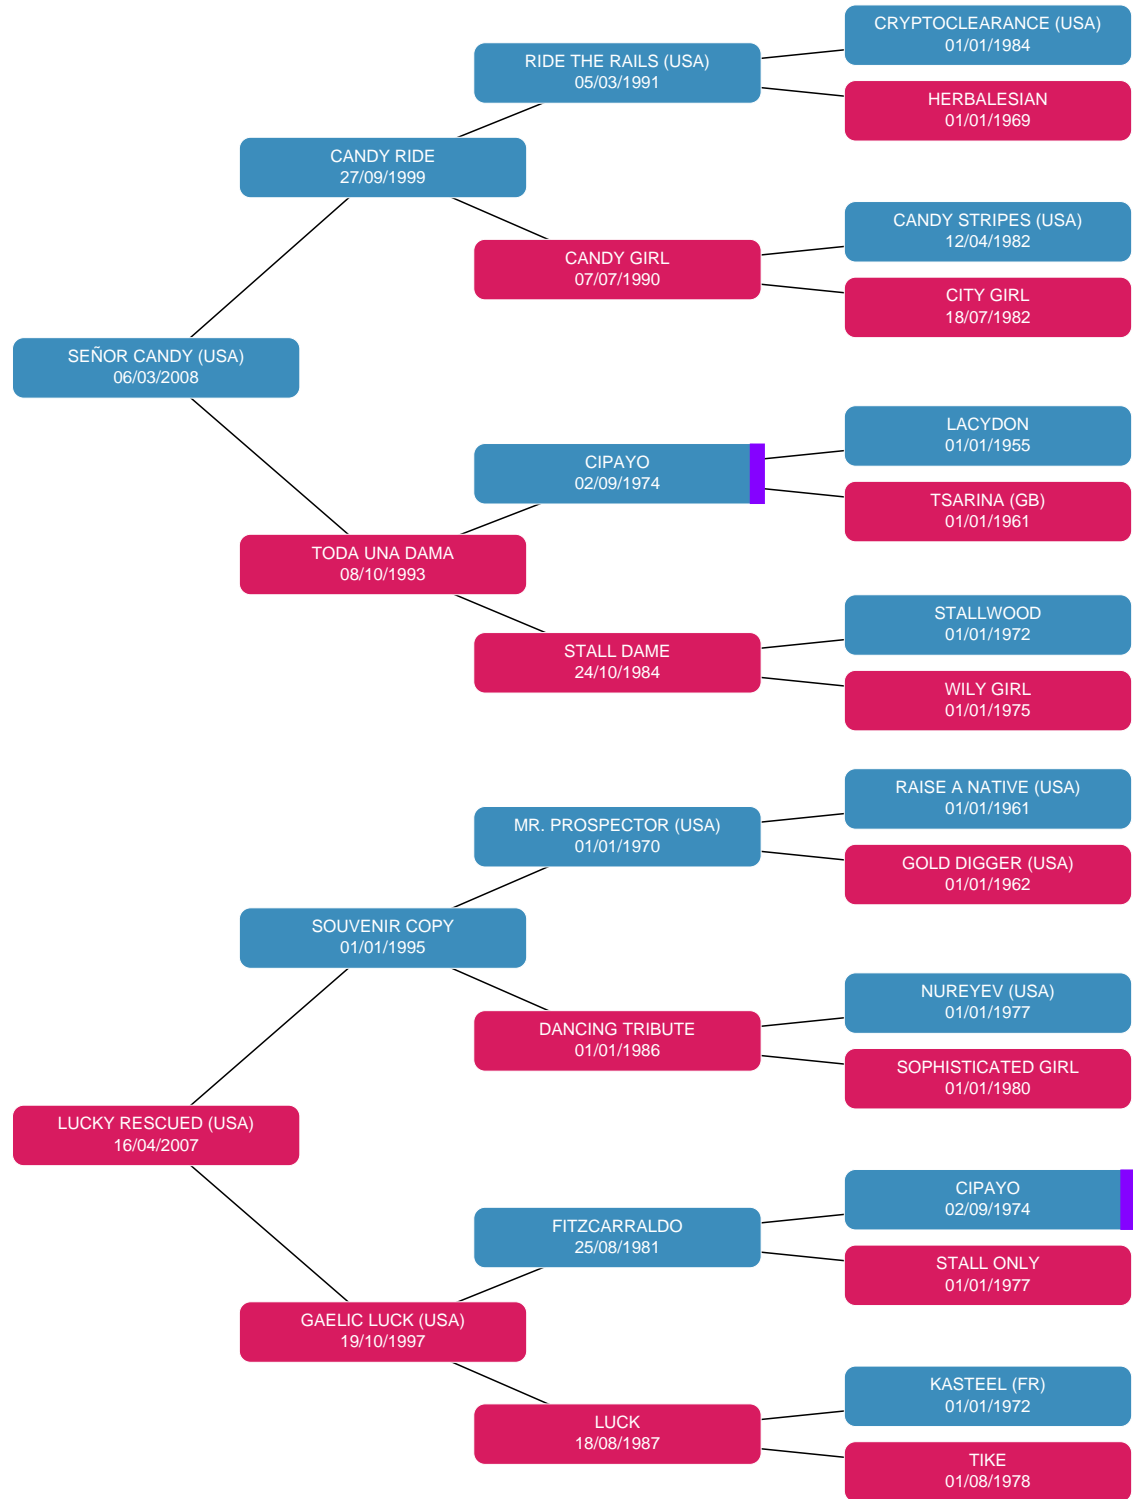 CRYPTOCLEARANCE (USA)
01/01/1984
RIDE THE RAILS (USA)
05/03/1991
HERBALESIAN
01/01/1969
CANDY RIDE
27/09/1999
CANDY STRIPES (USA)
12/04/1982
CANDY GIRL
07/07/1990
CITY GIRL
18/07/1982
SEÑOR CANDY (USA)
06/03/2008
LACYDON
01/01/1955
CIPAYO
02/09/1974
TSARINA (GB)
01/01/1961
TODA UNA DAMA
08/10/1993
STALLWOOD
01/01/1972
STALL DAME
24/10/1984
WILY GIRL
01/01/1975
RAISE A NATIVE (USA)
01/01/1961
MR. PROSPECTOR (USA)
01/01/1970
GOLD DIGGER (USA)
01/01/1962
SOUVENIR COPY
01/01/1995
NUREYEV (USA)
01/01/1977
DANCING TRIBUTE
01/01/1986
SOPHISTICATED GIRL
01/01/1980
LUCKY RESCUED (USA)
16/04/2007
CIPAYO
02/09/1974
FITZCARRALDO
25/08/1981
STALL ONLY
01/01/1977
GAELIC LUCK (USA)
19/10/1997
KASTEEL (FR)
01/01/1972
LUCK
18/08/1987
TIKE
01/08/1978